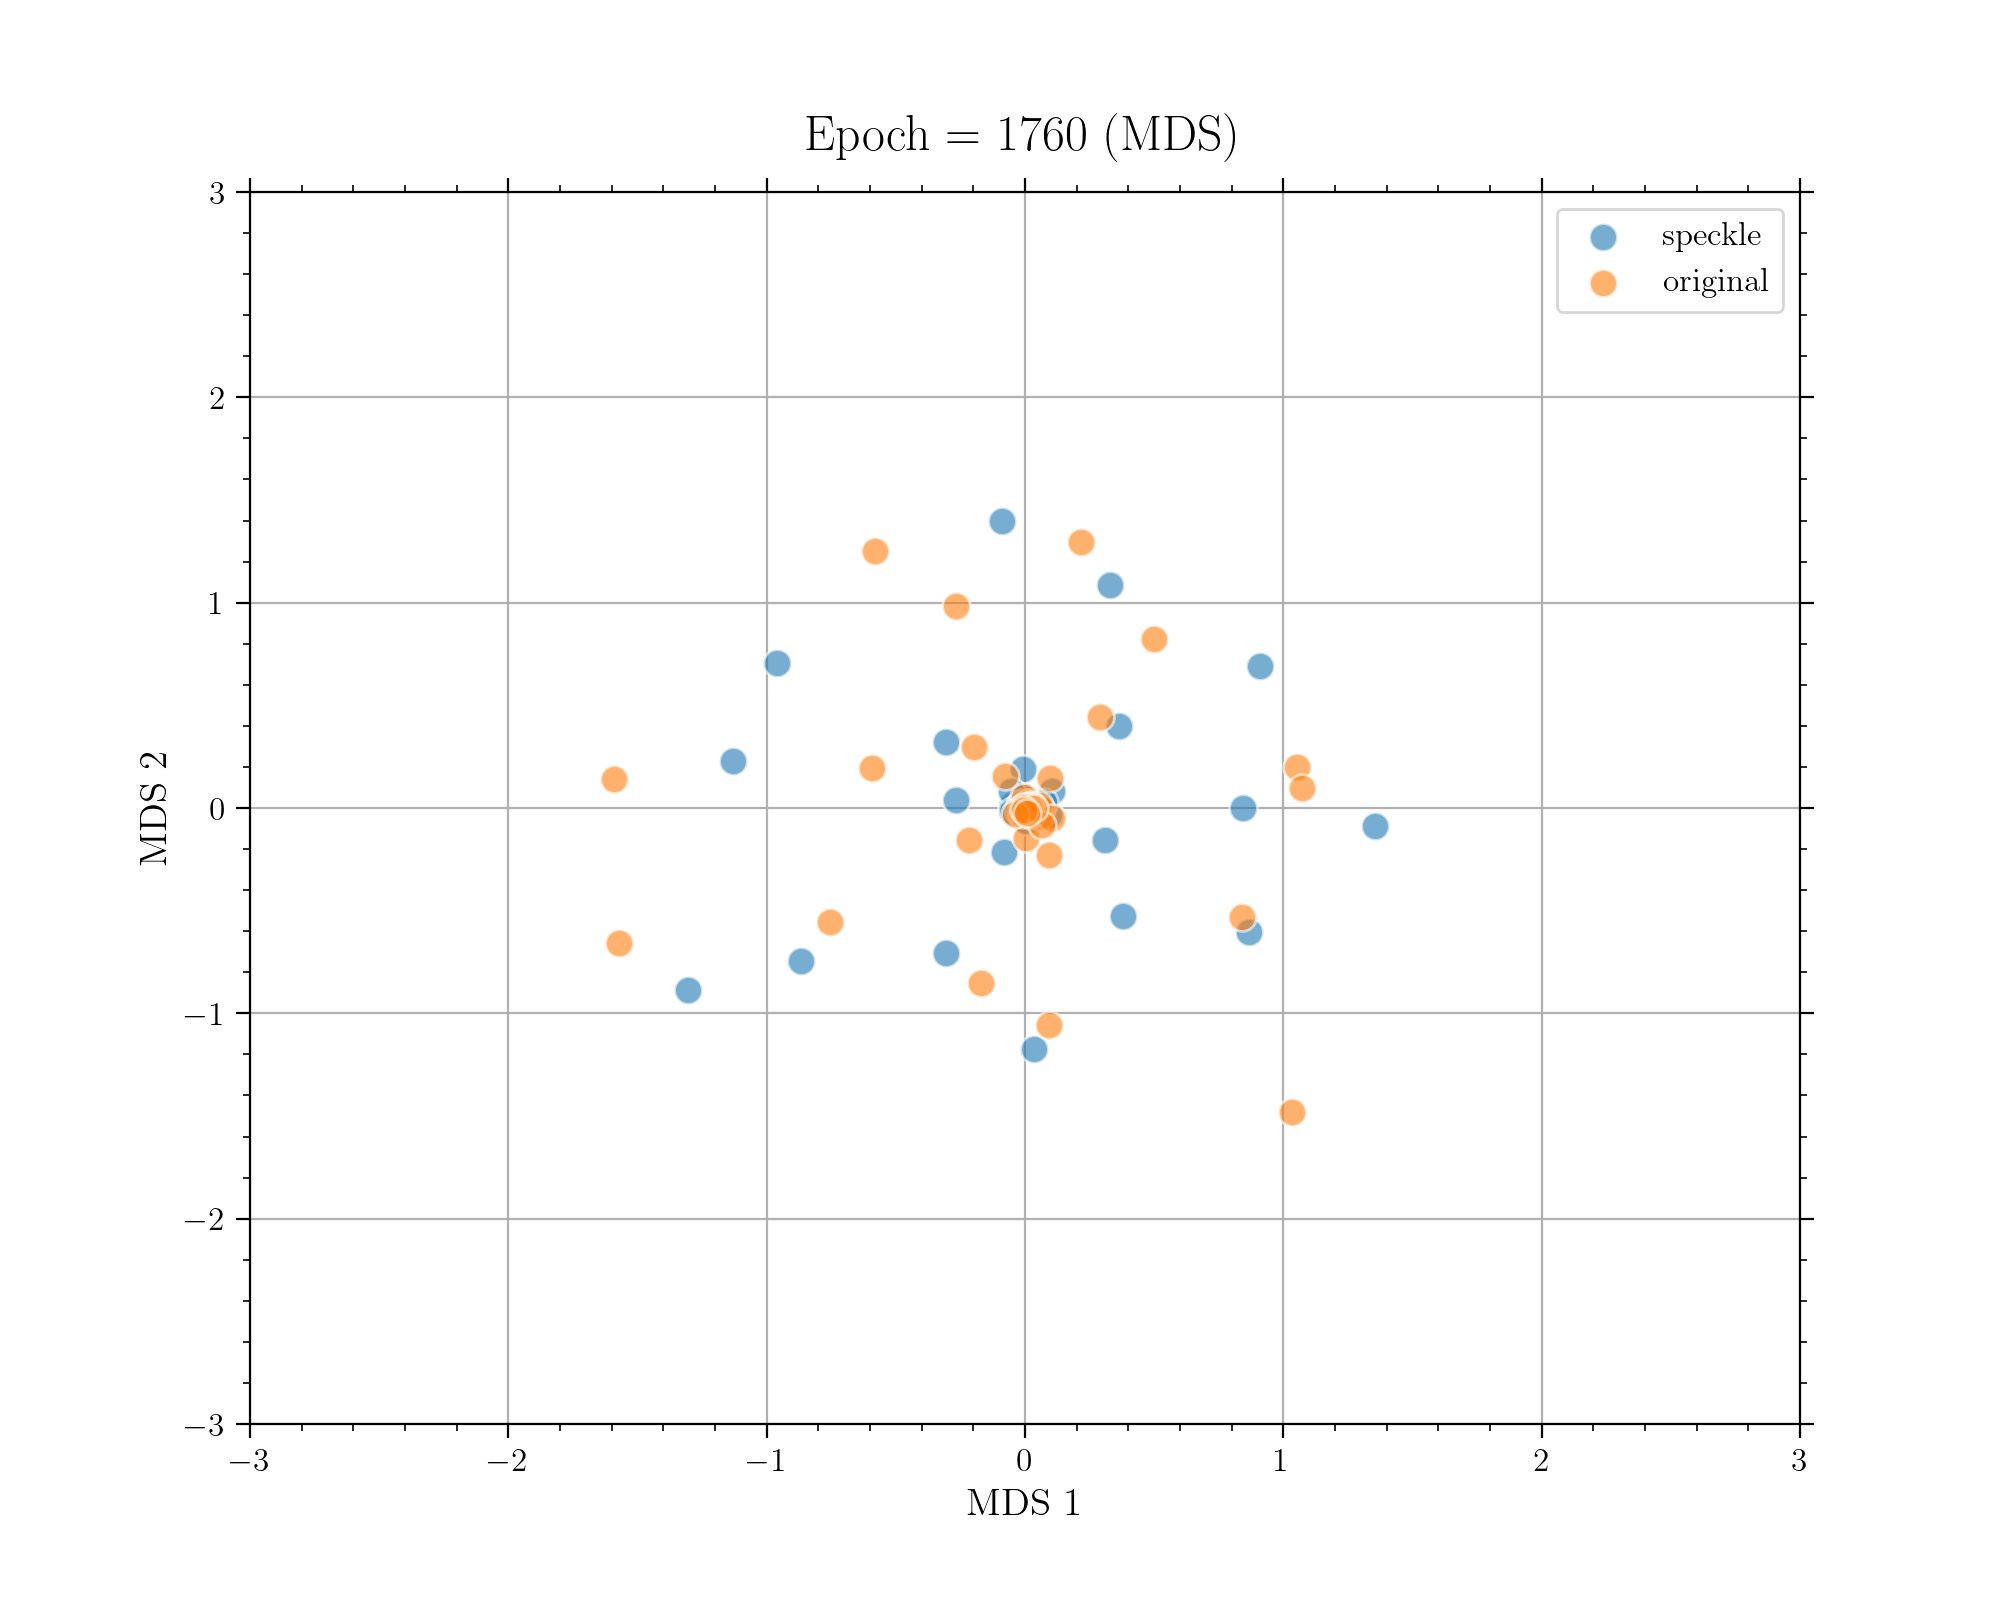 Epoch = 1760 (MDS)
speckle
original
MDS 2
3
2
1
0
−1
−2
−3
−3 −2 −1 0 1 2 3
MDS 1